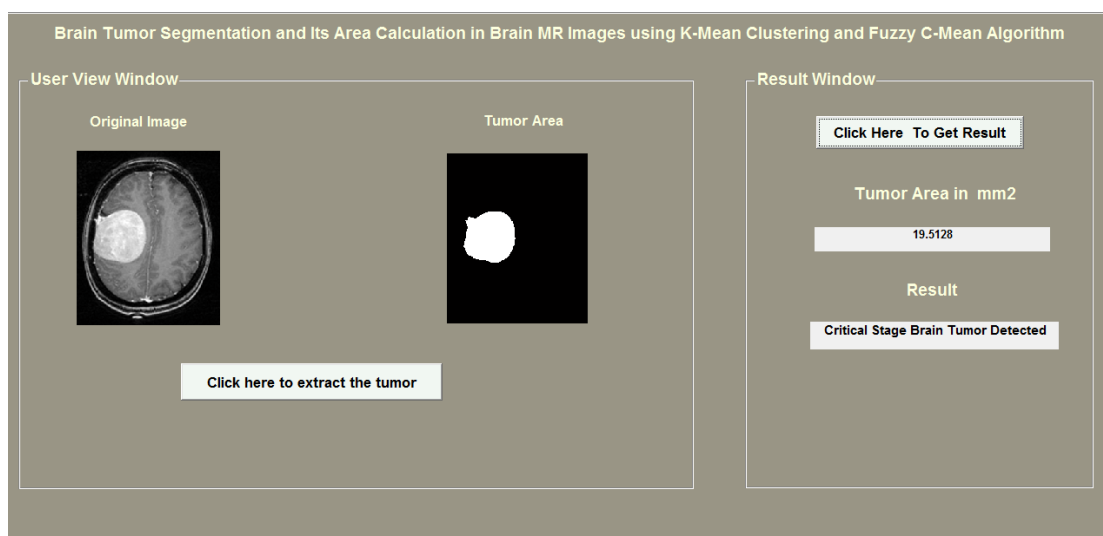 Brain Tumor Segmentation and Its Area Calculation in Brain MR Images using K-Mean Clustering and Fuzzy C-Mean Algorithm
User View Window
Original Image
Tumor Area
Click here to extract the tumor
Result Window
Click Here To Get Result
Tumor Area in mm2
19.5128
Result
Critical Stage Brain Tumor Detected